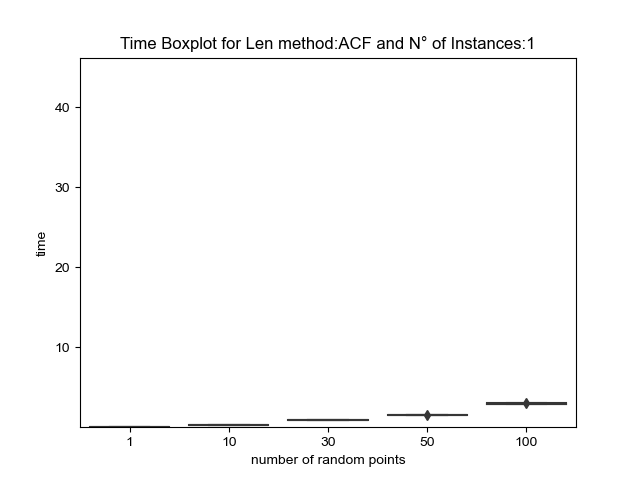 Time Boxplot for Len method:ACF and N° of Instances:1
40
30
20
10
time
1 10 30 50 100
number of random points